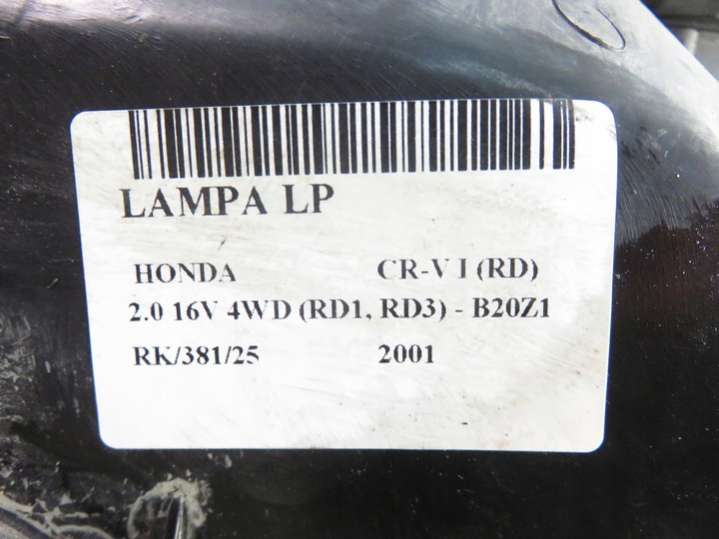 LAMPA LP
HONDA CR-V I (RD)
2.0 16V 4WD (RD1, RD3) - B20Z1
RK/381/25 2001